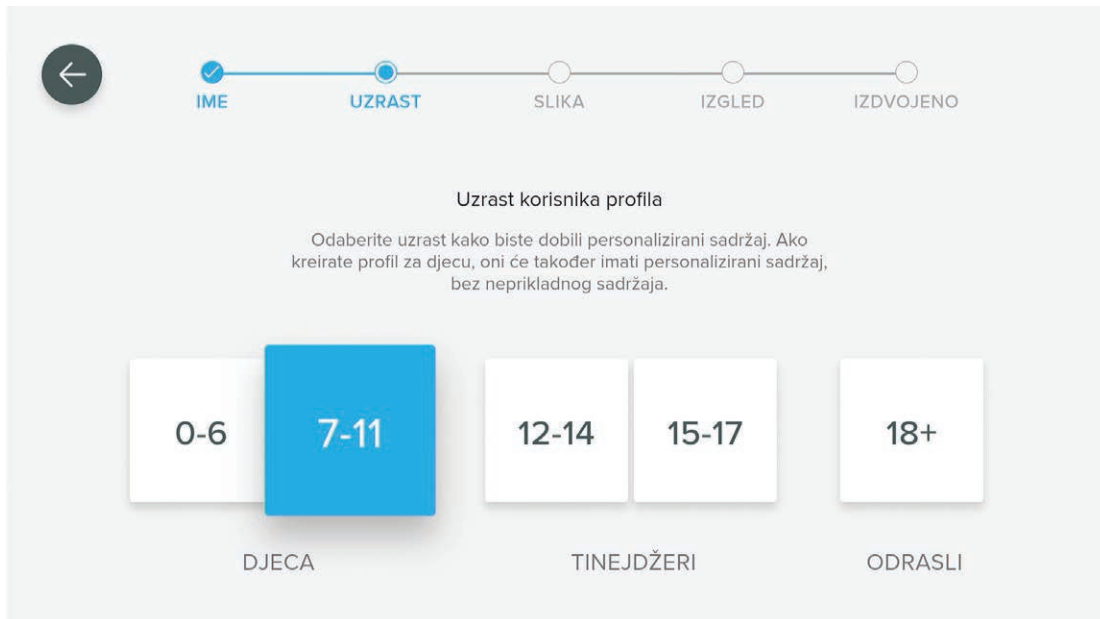 IME
UZRAST
SLIKA
IZGLED
IZDVOJENO
Uzrast korisnika profila
Odaberite uzrast kako biste dobili personalizirani sadržaj. Ako
kreirate profil za djecu, oni će također imati personalizirani sadržaj,
bez neprikladnog sadržaja.
0-6
7-11
12-14
15-17
18+
DJECA
TINEJDŽERI
ODRASLI